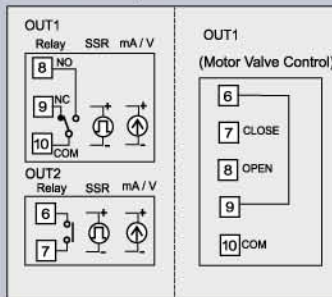 OUT1
Relay SSR mA / V
8 NO
+ +
9 NC
10 COM
- -
OUT2
Relay SSR mA / V
6 + +
7 - -
OUT1
(Motor Valve Control)
6
7 CLOSE
8 OPEN
9
10 COM